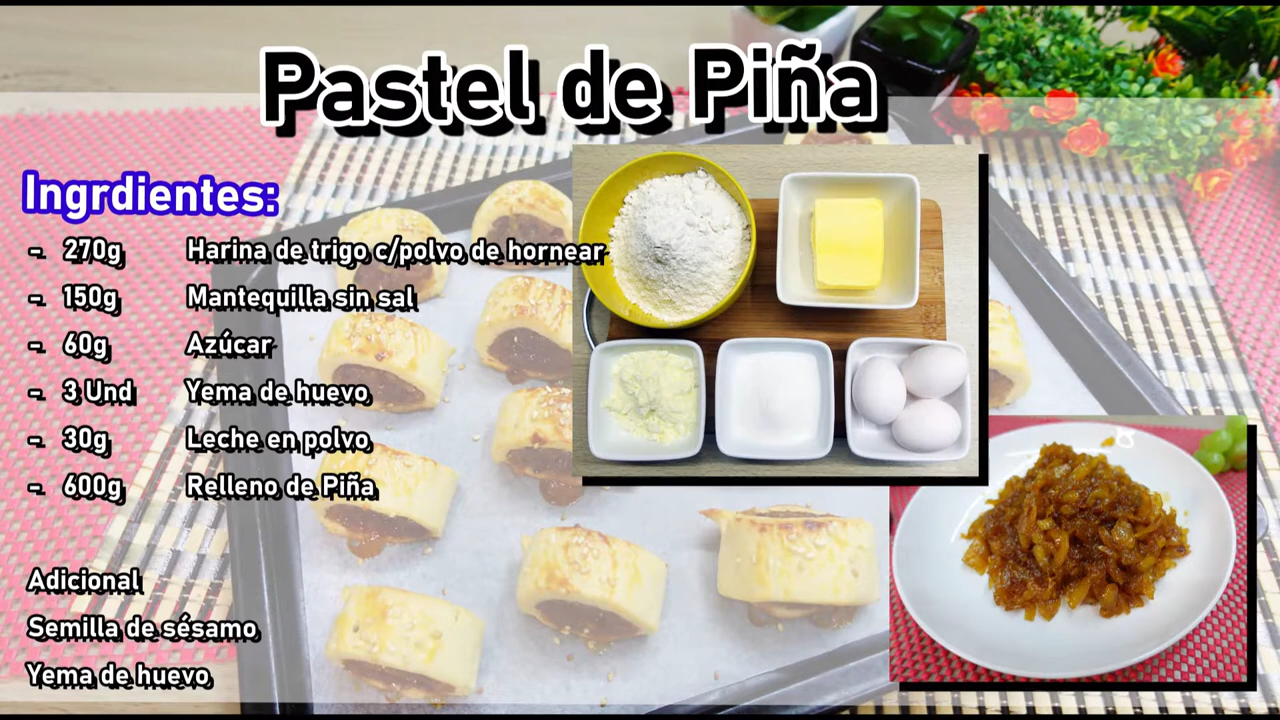 Pastel de Piña
Ingrdientes:
- 270g Harina de trigo c/polvo de hornear
- 150g Mantequilla sin sal
- 60g Azúcar
- 3 Und Yema de huevo
- 30g Leche en polvo
- 600g Relleno de Piña
Adicional
Semilla de sésamo
Yema de huevo